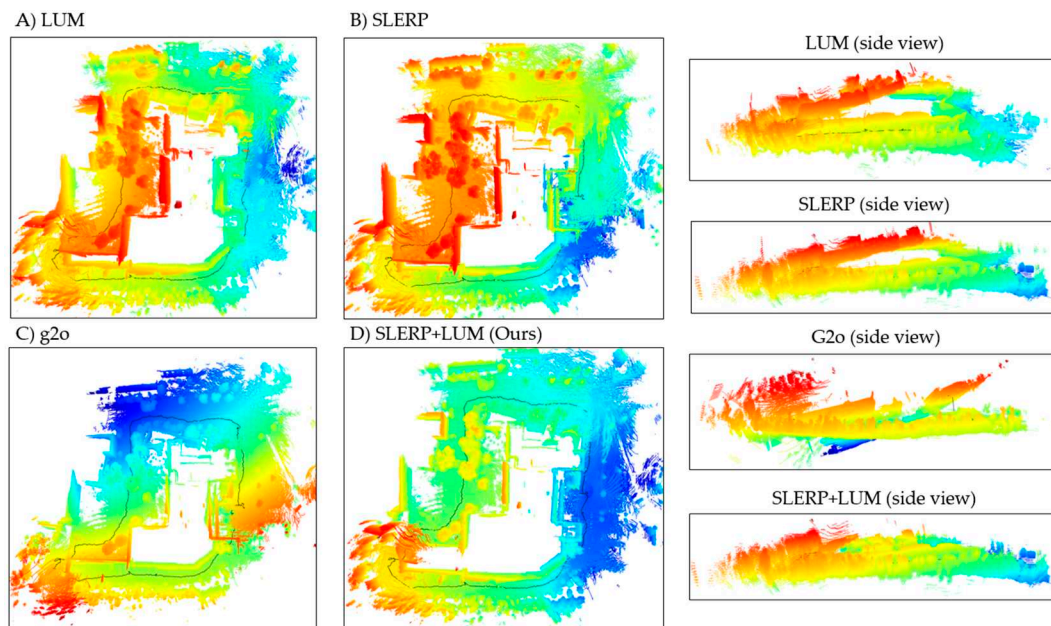 A) LUM
B) SLERP
LUM (side view)
SLERP (side view)
C) g2o
D) SLERP+LUM (Ours)
G2o (side view)
SLERP+LUM (side view)